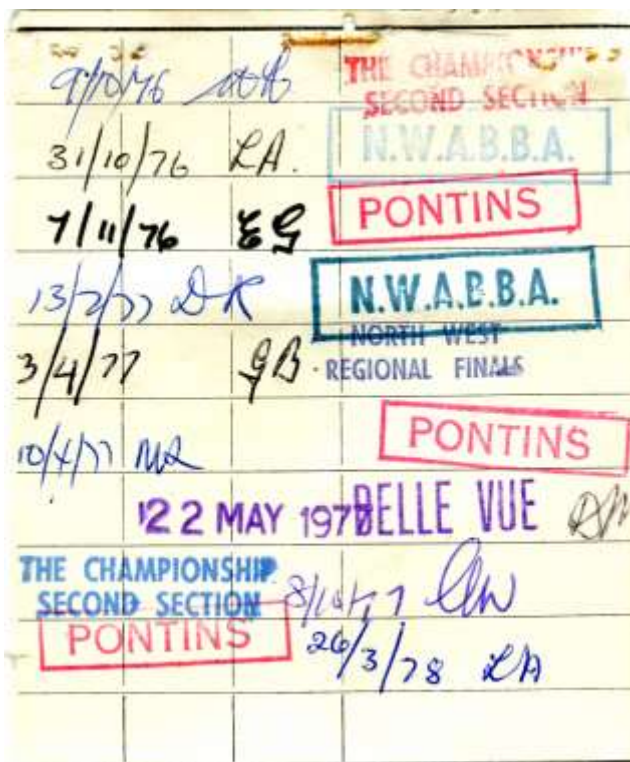 9/10/76 THE CHAMPIONSHIP
SECOND SECTION
31/10/76 LA. N.W.A.B.B.A.
7/11/76 EG PONTINS
13/2/77 DK N.W.A.B.B.A.
NORTH WEST
3/4/77 GB REGIONAL FINALS
10/4/77 PONTINS
22 MAY 1977 BELLE VUE
THE CHAMPIONSHIP
SECOND SECTION 8/10/77
PONTINS 26/3/78 LA